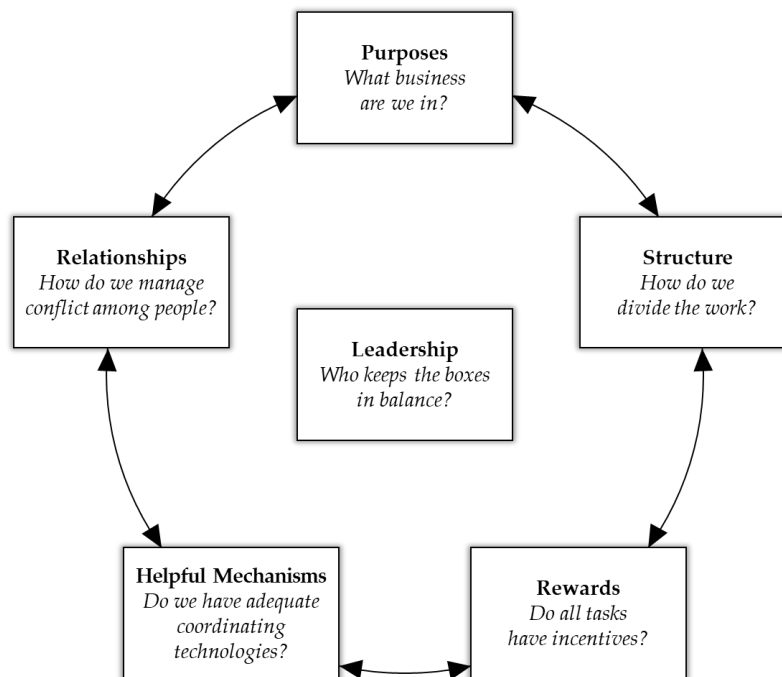 Purposes
What business
are we in?
Relationships
How do we manage
conflict among people?
Structure
How do we
divide the work?
Leadership
Who keeps the boxes
in balance?
Helpful Mechanisms
Do we have adequate
coordinating
technologies?
Rewards
Do all tasks
have incentives?